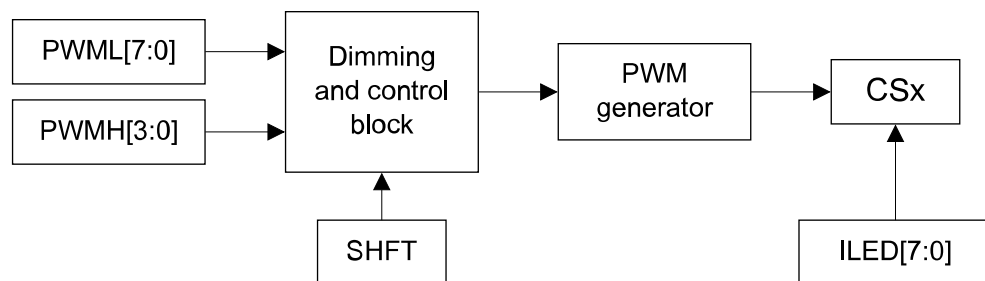 PWML[7:0]
PWMH[3:0]
Dimming
and control
block
PWM
generator
CSx
SHFT
ILED[7:0]